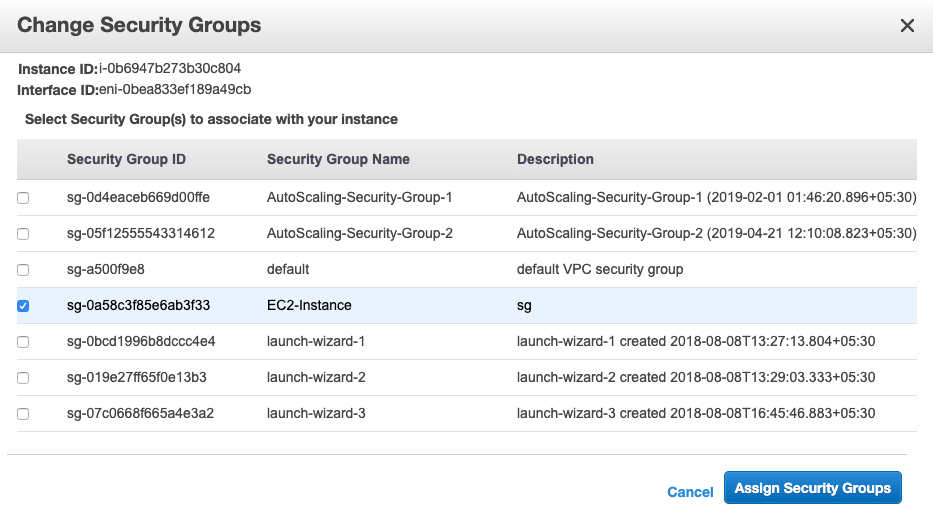 Change Security Groups
Instance ID:i-0b6947b273b30c804
Interface ID:eni-0bea833ef189a49cb
Select Security Group(s) to associate with your instance
Security Group ID Security Group Name Description
sg-0d4eaceb669d00ffe AutoScaling-Security-Group-1 AutoScaling-Security-Group-1 (2019-02-01 01:46:20.896+05:30)
sg-05f12555543314612 AutoScaling-Security-Group-2 AutoScaling-Security-Group-2 (2019-04-21 12:10:08.823+05:30)
sg-a500f9e8 default default VPC security group
sg-0a58c3f85e6ab3f33 EC2-Instance sg
sg-0bcd1996b8dccc4e4 launch-wizard-1 launch-wizard-1 created 2018-08-08T13:27:13.804+05:30
sg-019e27ff65f0e13b3 launch-wizard-2 launch-wizard-2 created 2018-08-08T13:29:03.333+05:30
sg-07c0668f665a4e3a2 launch-wizard-3 launch-wizard-3 created 2018-08-08T16:45:46.883+05:30
Cancel Assign Security Groups